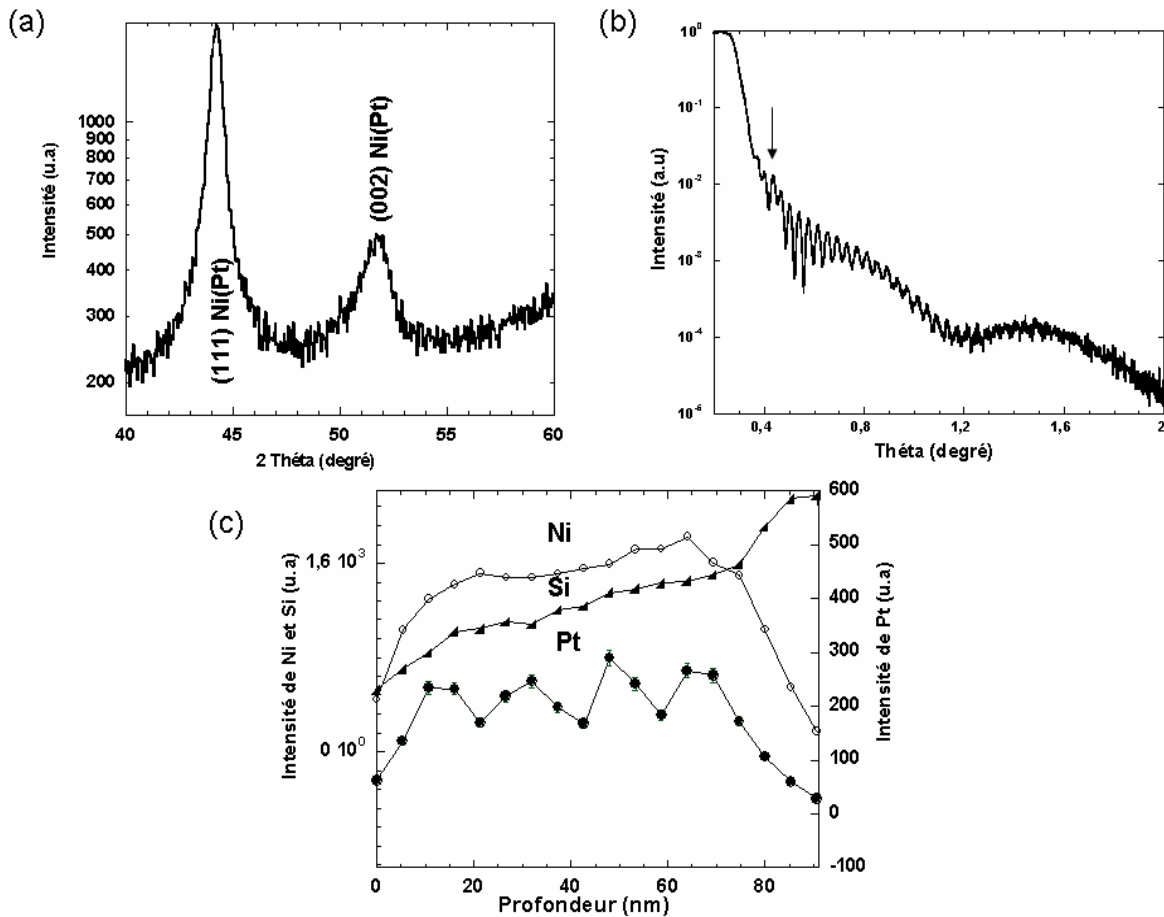 (a)
Intensité (u.a)
1000
900
800
700
600
500
400
300
200
(111) Ni(Pt)
(002) Ni(Pt)
40 45 50 55 60
2 Théta (degré)
(b)
Intensité (a.u)
10^0
10^-1
10^-2
10^-3
10^-4
10^-5
10^-6
0,4 0,8 1,2 1,6 2
Théta (degré)
(c)
Intensité de Ni et Si (u.a)
1,6 10^3
0 10^0
Ni
Si
Pt
600
500
400
300
200
100
0
-100
Intensité de Pt (u.a)
0 20 40 60 80
Profondeur (nm)